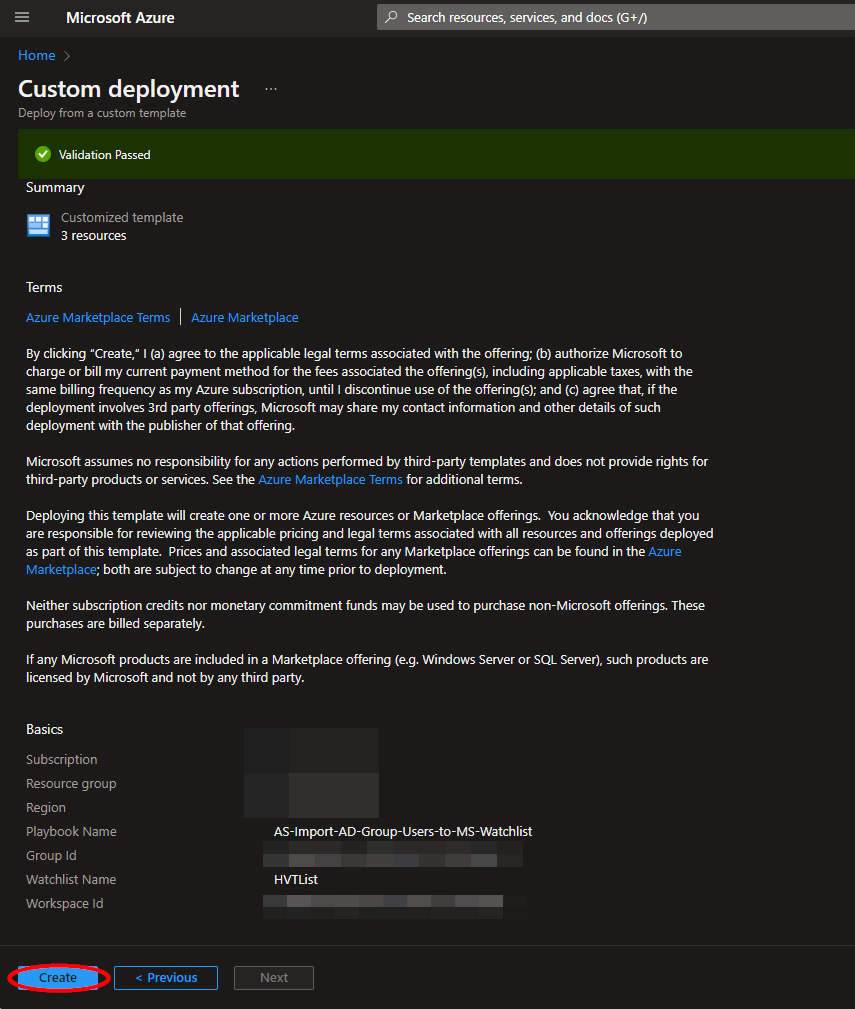 Microsoft Azure
Search resources, services, and docs (G+/)
Home
Custom deployment
...
Deploy from a custom template
Validation Passed
Summary
Customized template
3 resources
Terms
Azure Marketplace Terms | Azure Marketplace
By clicking “Create,” I (a) agree to the applicable legal terms associated with the offering; (b) authorize Microsoft to
charge or bill my current payment method for the fees associated the offering(s), including applicable taxes, with the
same billing frequency as my Azure subscription, until I discontinue use of the offering(s); and (c) agree that, if the
deployment involves 3rd party offerings, Microsoft may share my contact information and other details of such
deployment with the publisher of that offering.
Microsoft assumes no responsibility for any actions performed by third-party templates and does not provide rights for
third-party products or services. See the Azure Marketplace Terms for additional terms.
Deploying this template will create one or more Azure resources or Marketplace offerings.  You acknowledge that you
are responsible for reviewing the applicable pricing and legal terms associated with all resources and offerings deployed
as part of this template.  Prices and associated legal terms for any Marketplace offerings can be found in the Azure
Marketplace; both are subject to change at any time prior to deployment.
Neither subscription credits nor monetary commitment funds may be used to purchase non-Microsoft offerings. These
purchases are billed separately.
If any Microsoft products are included in a Marketplace offering (e.g. Windows Server or SQL Server), such products are
licensed by Microsoft and not by any third party.
Basics
Subscription
Resource group
Region
Playbook Name AS-Import-AD-Group-Users-to-MS-Watchlist
Group Id
Watchlist Name HVTList
Workspace Id
Create < Previous Next